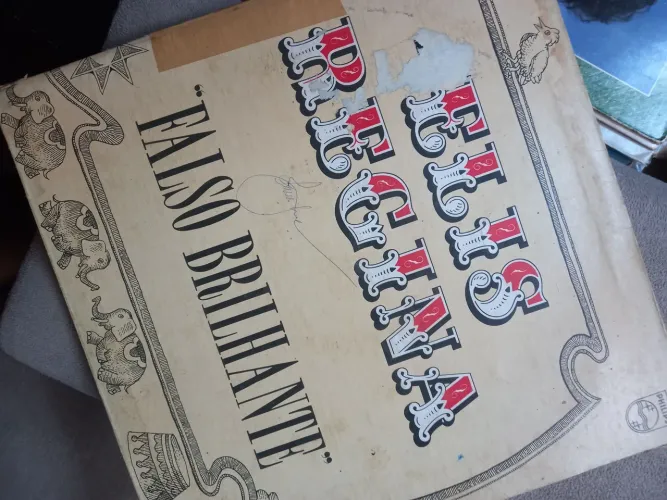 ELIS
REGINA
"FALSO BRILHANTE"